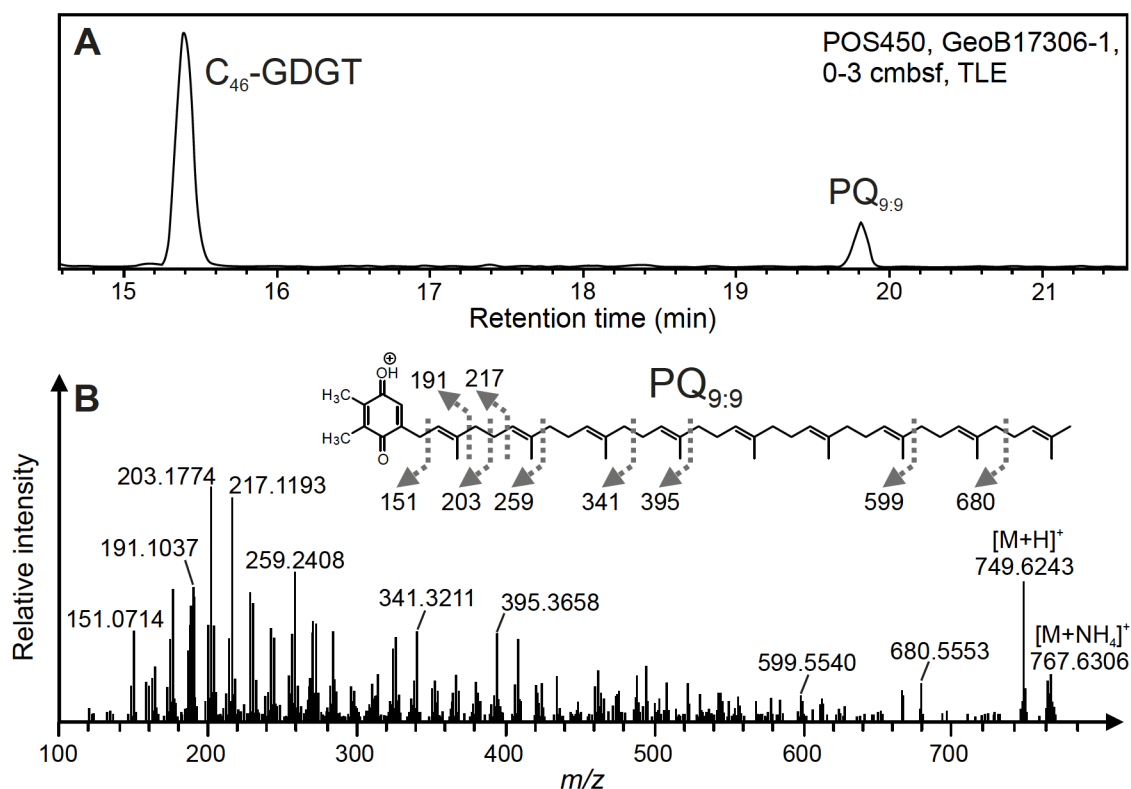 A
C₄₆-GDGT
POS450, GeoB17306-1,
0-3 cmbsf, TLE
PQ₉:₉
15 16 17 18 19 20 21
Retention time (min)
B
⊕
OH
H₃C
H₃C
O
191 217
PQ₉:₉
151 203 259 341 395 599 680
203.1774
217.1193
191.1037
259.2408
151.0714
341.3211
395.3658
599.5540
680.5553
[M+H]⁺
749.6243
[M+NH₄]⁺
767.6306
Relative intensity
100 200 300 400 500 600 700
m/z